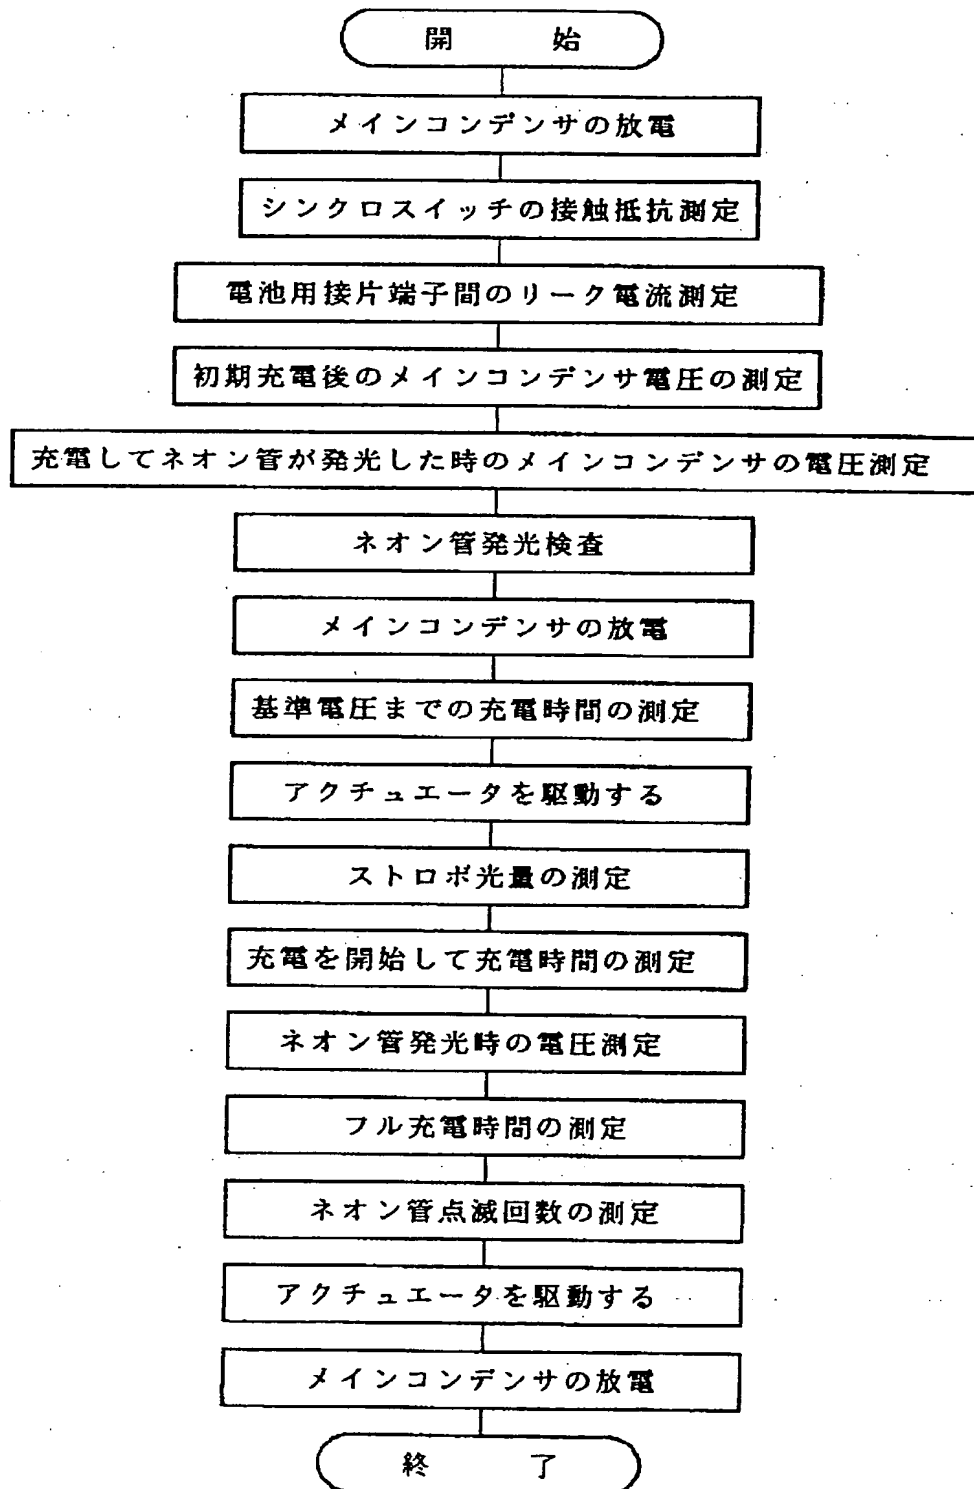 開始
メインコンデンサの放電
シンクロスイッチの接触抵抗測定
電池用接片端子間のリーク電流測定
初期充電後のメインコンデンサ電圧の測定
充電してネオン管が発光した時のメインコンデンサの電圧測定
ネオン管発光検査
メインコンデンサの放電
基準電圧までの充電時間の測定
アクチュエータを駆動する
ストロボ光量の測定
充電を開始して充電時間の測定
ネオン管発光時の電圧測定
フル充電時間の測定
ネオン管点滅回数の測定
アクチュエータを駆動する
メインコンデンサの放電
終了